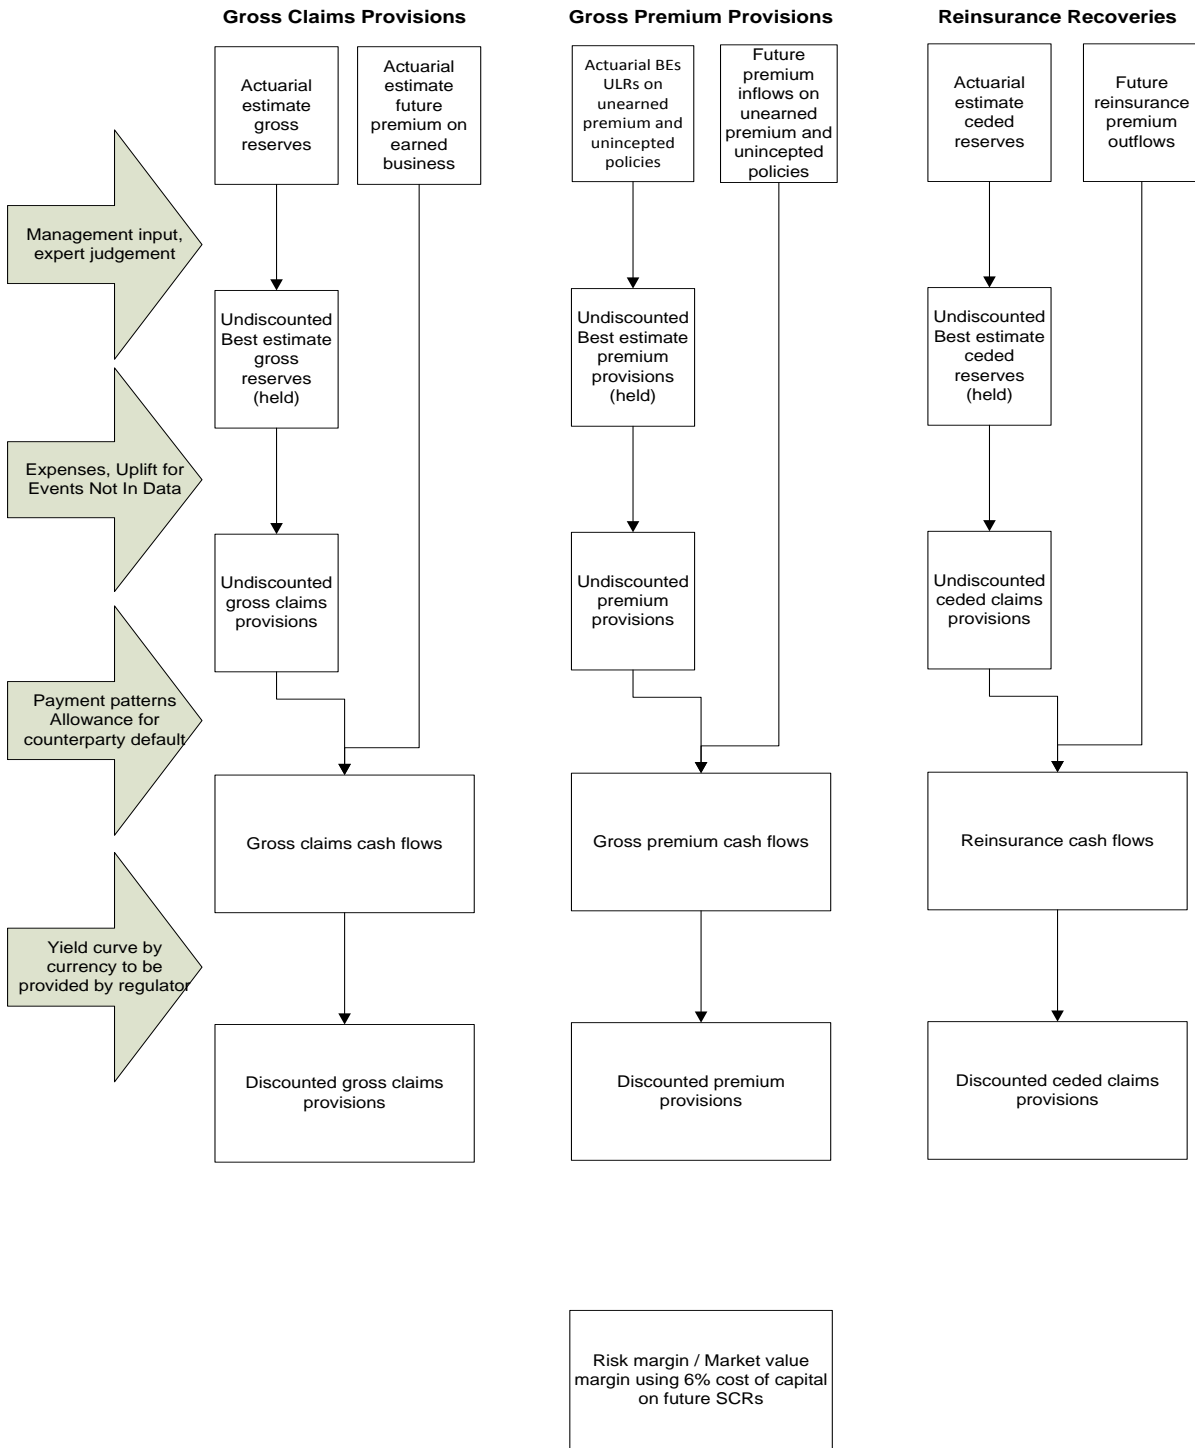 Gross Claims Provisions
Gross Premium Provisions
Reinsurance Recoveries
Actuarial
estimate
gross
reserves
Actuarial
estimate
future
premium on
earned
business
Actuarial BEs
ULRs on
unearned
premium and
unincepted
policies
Future
premium
inflows on
unearned
premium and
unincepted
policies
Actuarial
estimate
ceded
reserves
Future
reinsurance
premium
outflows
Management input,
expert judgement
Undiscounted
Best estimate
gross
reserves
(held)
Undiscounted
Best estimate
premium
provisions
(held)
Undiscounted
Best estimate
ceded
reserves
(held)
Expenses, Uplift for
Events Not In Data
Undiscounted
gross claims
provisions
Undiscounted
premium
provisions
Undiscounted
ceded claims
provisions
Payment patterns
Allowance for
counterparty default
Gross claims cash flows
Gross premium cash flows
Reinsurance cash flows
Yield curve by
currency to be
provided by regulator
Discounted gross claims
provisions
Discounted premium
provisions
Discounted ceded claims
provisions
Risk margin / Market value
margin using 6% cost of capital
on future SCRs